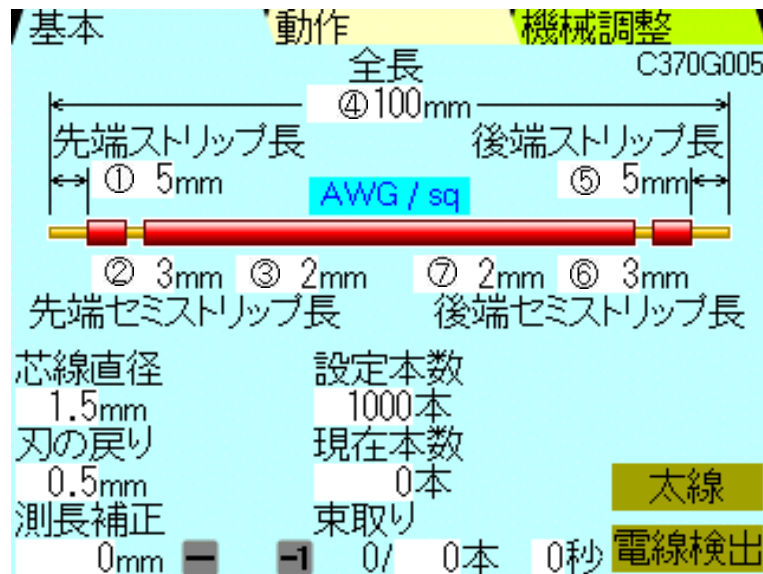 基本 動作 機械調整
全長 C370G005
④100mm
先端ストリップ長 後端ストリップ長
① 5mm ⑤ 5mm
AWG / sq
② 3mm ③ 2mm ⑦ 2mm ⑥ 3mm
先端セミストリップ長 後端セミストリップ長
芯線直径 設定本数
1.5mm 1000本
刃の戻り 現在本数
0.5mm 0本 太線
測長補正 束取り
0mm − -1 0/ 0本 0秒 電線検出